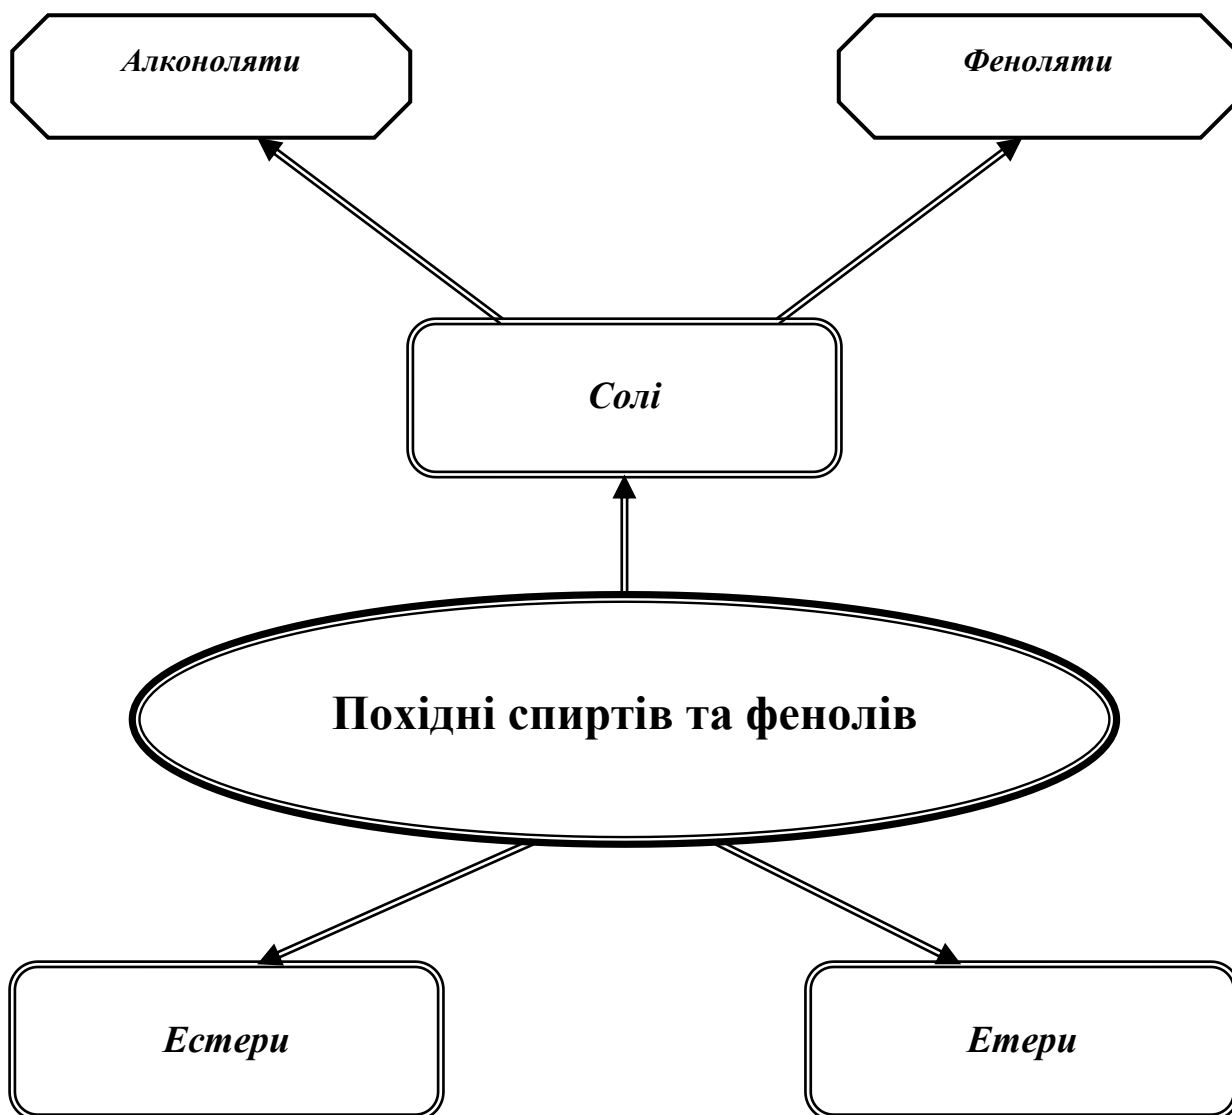 Алконоляти
Феноляти
Солі
Похідні спиртів та фенолів
Естери
Етери